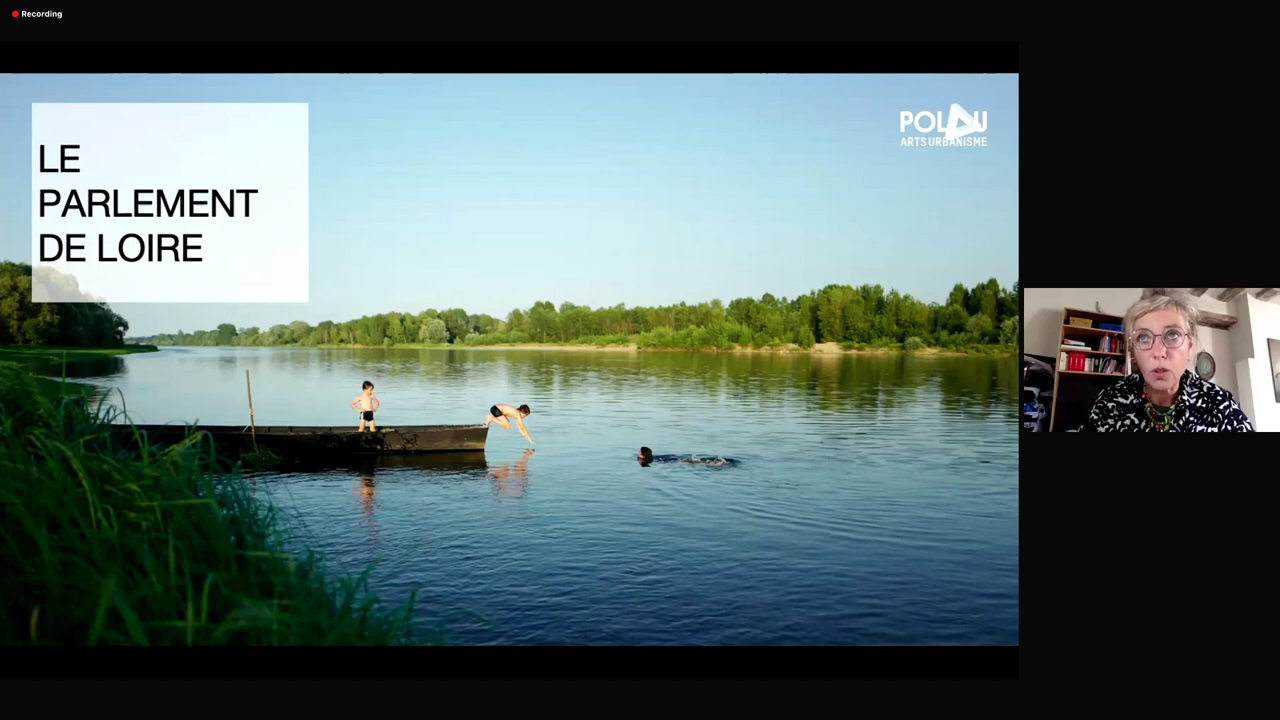 Recording
LE
PARLEMENT
DE LOIRE
POLAU
ARTS URBANISME